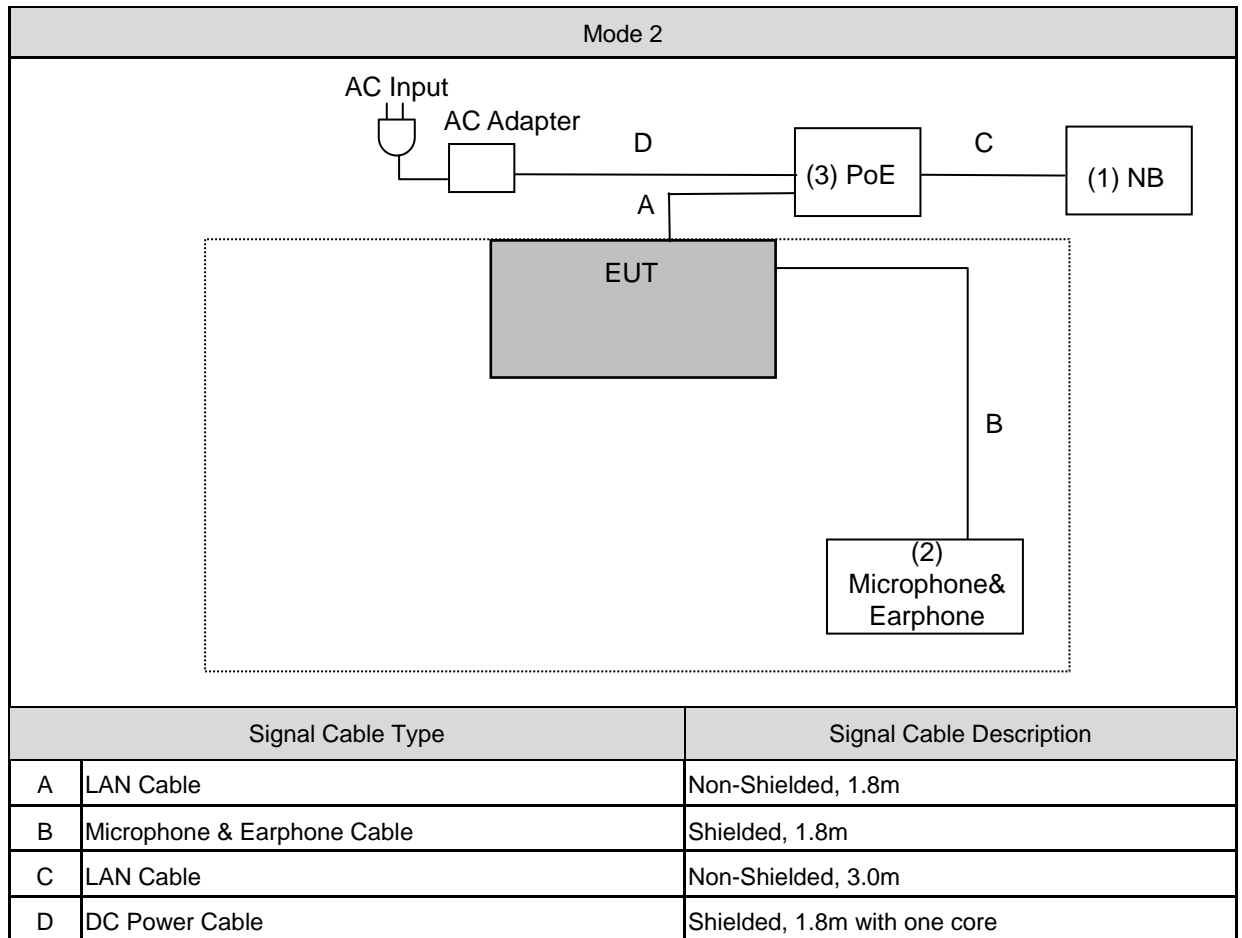 Mode 2
AC Input
AC Adapter
D
C
(3) PoE
(1) NB
A
EUT
B
(2)
Microphone&
Earphone
Signal Cable Type Signal Cable Description
A LAN Cable Non-Shielded, 1.8m
B Microphone & Earphone Cable Shielded, 1.8m
C LAN Cable Non-Shielded, 3.0m
D DC Power Cable Shielded, 1.8m with one core